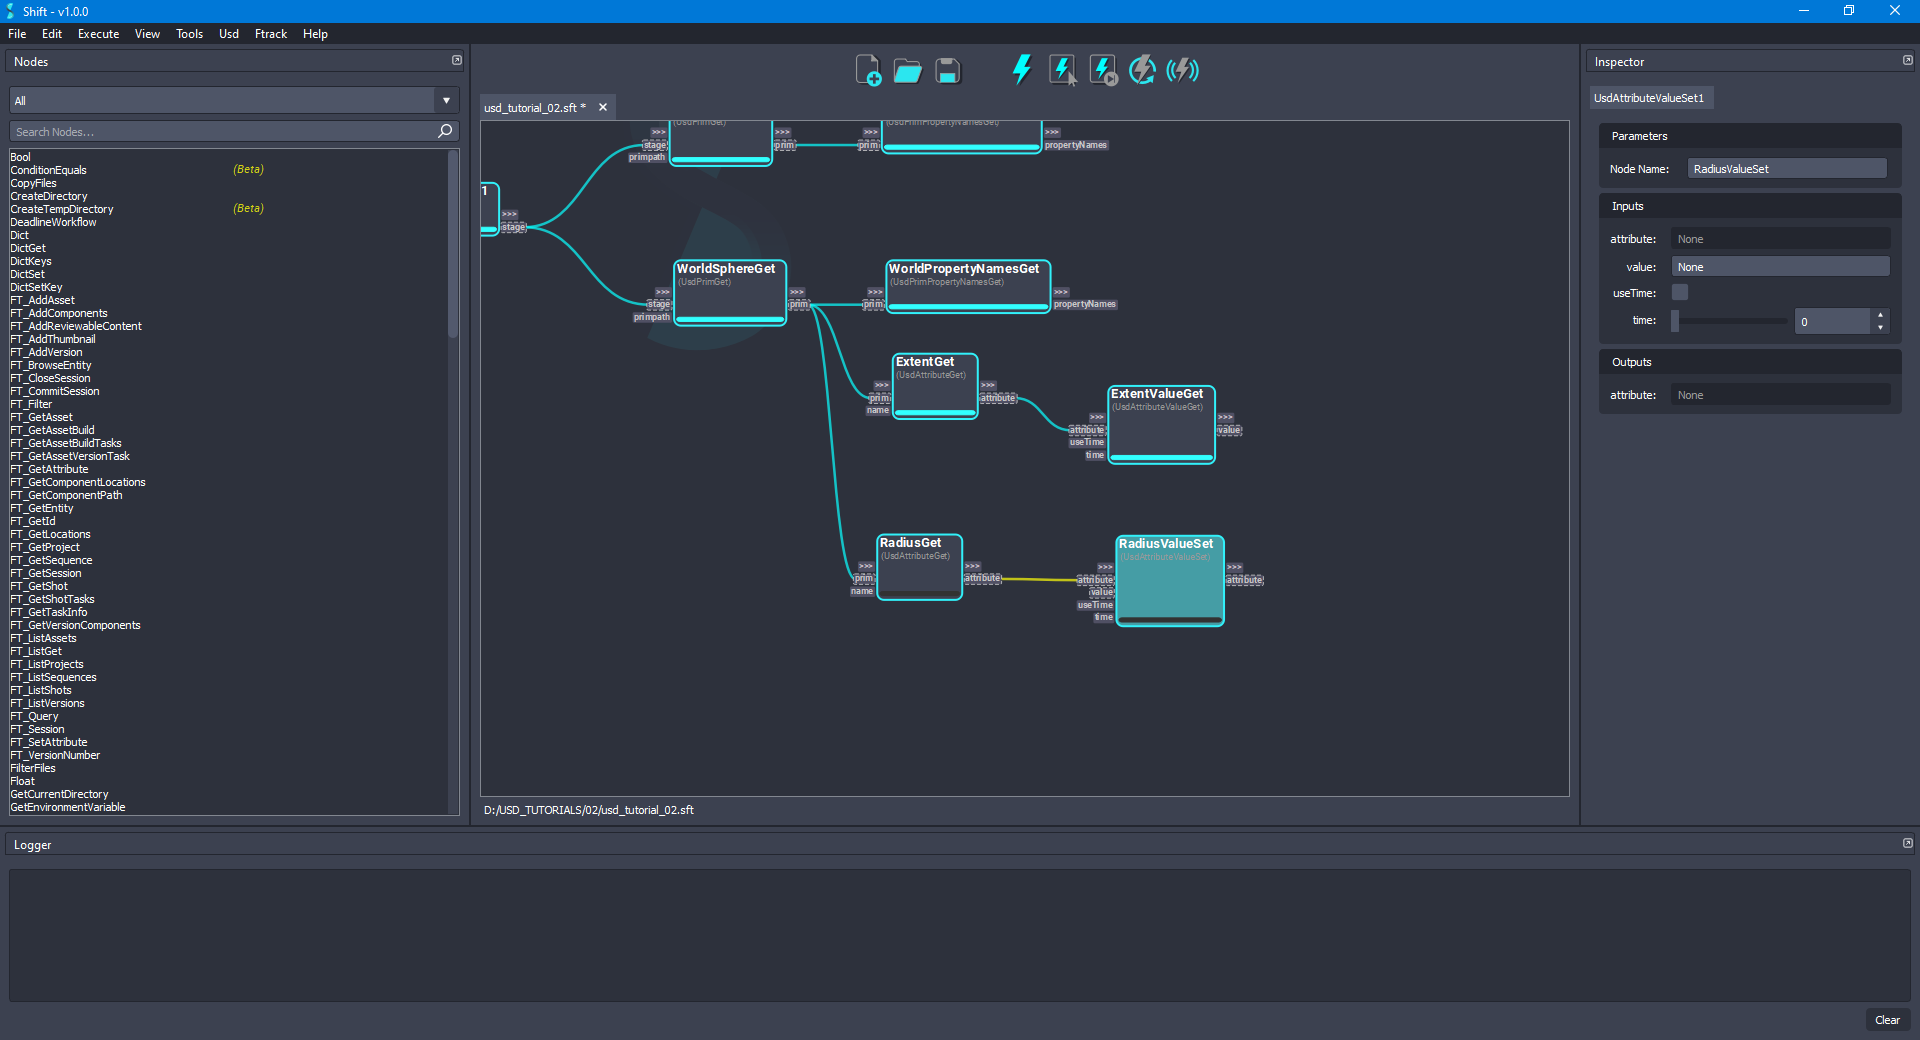 Shift - v1.0.0
File Edit Execute View Tools Usd Ftrack Help
Nodes
All
Search Nodes...
Bool
ConditionEquals (Beta)
CopyFiles
CreateDirectory
CreateTempDirectory (Beta)
DeadlineWorkflow
Dict
DictGet
DictKeys
DictSet
DictSetKey
FT_AddAsset
FT_AddComponents
FT_AddReviewableContent
FT_AddThumbnail
FT_AddVersion
FT_BrowseEntity
FT_CloseSession
FT_CommitSession
FT_Filter
FT_GetAsset
FT_GetAssetBuild
FT_GetAssetBuildTasks
FT_GetAssetVersionTask
FT_GetAttribute
FT_GetComponentLocations
FT_GetComponentPath
FT_GetEntity
FT_GetId
FT_GetLocations
FT_GetProject
FT_GetSequence
FT_GetSession
FT_GetShot
FT_GetShotTasks
FT_GetTaskInfo
FT_GetVersionComponents
FT_ListAssets
FT_ListGet
FT_ListProjects
FT_ListSequences
FT_ListShots
FT_ListVersions
FT_Query
FT_Session
FT_SetAttribute
FT_VersionNumber
FilterFiles
Float
GetCurrentDirectory
GetEnvironmentVariable
usd_tutorial_02.sft *
(UsdPrimGet)
>>> >>>
stage prim
primpath
(UsdPrimPropertyNamesGet)
>>> >>>
prim propertyNames
1
>>>
stage
WorldSphereGet
(UsdPrimGet)
>>> >>>
stage prim
primpath
WorldPropertyNamesGet
(UsdPrimPropertyNamesGet)
>>> >>>
prim propertyNames
ExtentGet
(UsdAttributeGet)
>>> >>>
prim attribute
name
ExtentValueGet
(UsdAttributeValueGet)
>>> >>>
attribute value
useTime
time
RadiusGet
(UsdAttributeGet)
>>> >>>
prim attribute
name
RadiusValueSet
(UsdAttributeValueSet)
>>> >>>
attribute attribute
value
useTime
time
D:/USD_TUTORIALS/02/usd_tutorial_02.sft
Inspector
UsdAttributeValueSet1
Parameters
Node Name: RadiusValueSet
Inputs
attribute: None
value: None
useTime:
time: 0
Outputs
attribute: None
Logger
Clear